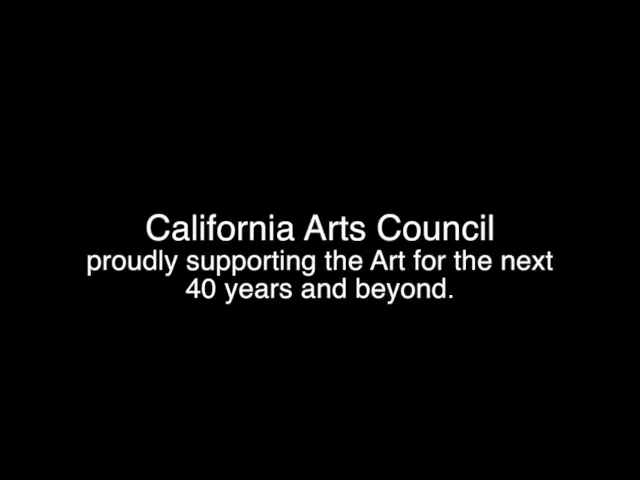 California Arts Council
proudly supporting the Art for the next
40 years and beyond.